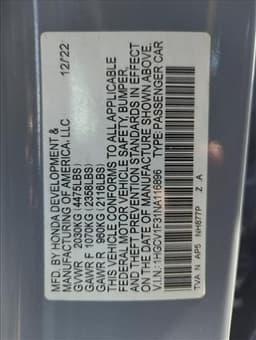 MFD. BY HONDA DEVELOPMENT &
MANUFACTURING OF AMERICA, LLC 12/22
GVWR 2030KG (4475LBS)
GAWR F 1070KG (2358LBS)
GAWR R 960KG (2116LBS)
THIS VEHICLE CONFORMS TO ALL APPLICABLE
FEDERAL MOTOR VEHICLE SAFETY, BUMPER,
AND THEFT PREVENTION STANDARDS IN EFFECT
ON THE DATE OF MANUFACTURE SHOWN ABOVE.
V.I.N.: 1HGCV1F31NA116896 TYPE: PASSENGER CAR
TVA N AP5 NH877P Z A